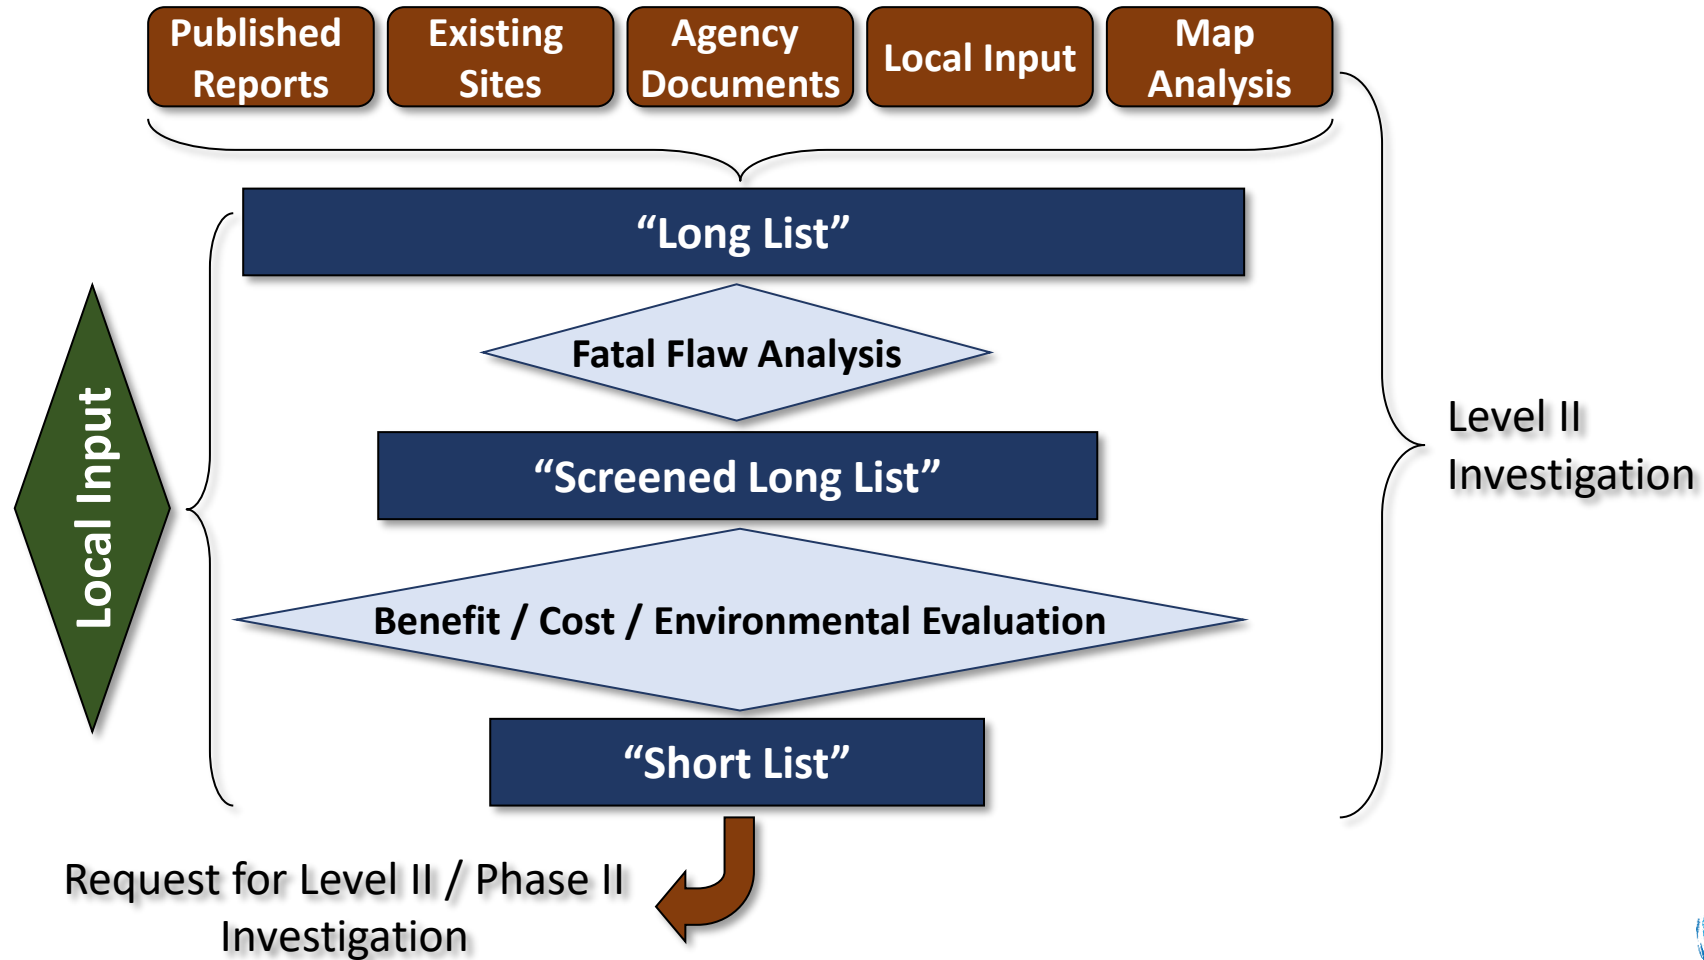 Published
Reports
Existing
Sites
Agency
Documents
Local Input
Map
Analysis
“Long List”
Fatal Flaw Analysis
“Screened Long List”
Benefit / Cost / Environmental Evaluation
“Short List”
Local Input
Level II
Investigation
Request for Level II / Phase II
Investigation